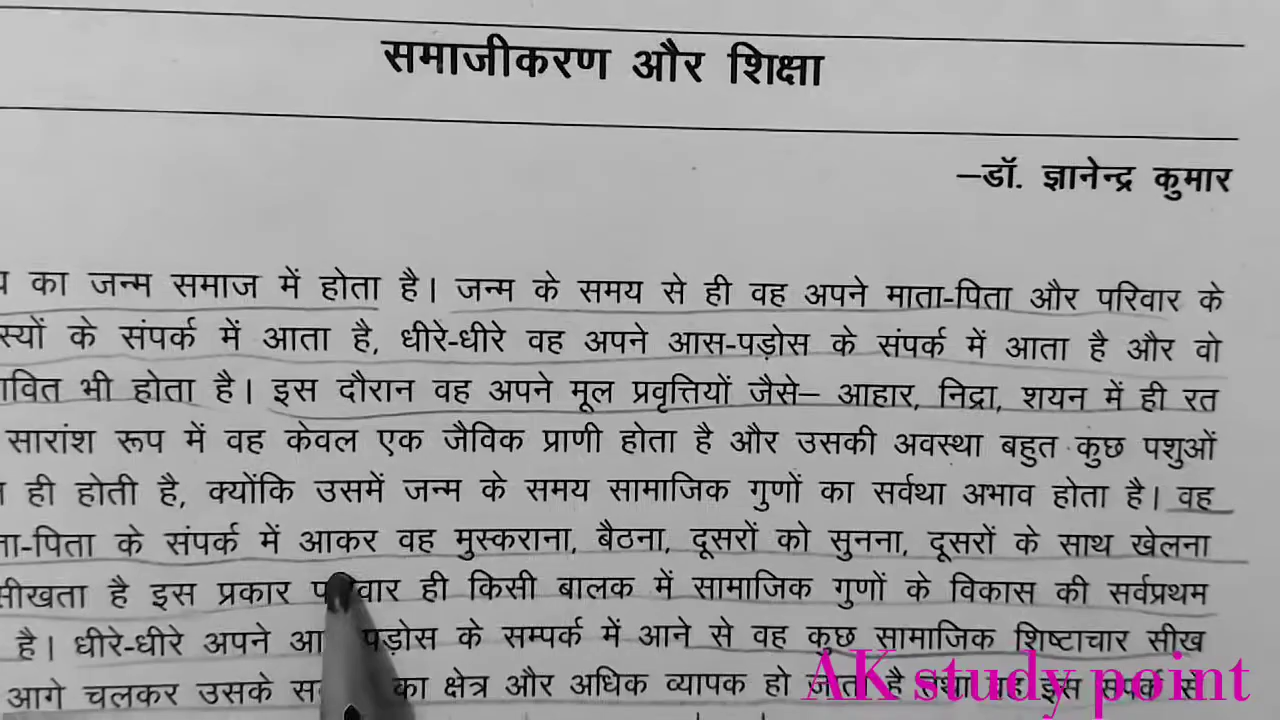 समाजीकरण और शिक्षा
–डॉ. ज्ञानेन्द्र कुमार
का जन्म समाज में होता है। जन्म के समय से ही वह अपने माता-पिता और परिवार के
के संपर्क में आता है, धीरे-धीरे वह अपने आस-पड़ोस के संपर्क में आता है और वो
भी होता है। इस दौरान वह अपने मूल प्रवृत्तियों जैसे– आहार, निद्रा, शयन में ही रत
सारांश रूप में वह केवल एक जैविक प्राणी होता है और उसकी अवस्था बहुत कुछ पशुओं
ही होती है, क्योंकि उसमें जन्म के समय सामाजिक गुणों का सर्वथा अभाव होता है। वह
के संपर्क में आकर वह मुस्कराना, बैठना, दूसरों को सुनना, दूसरों के साथ खेलना
सीखता है इस प्रकार ही किसी बालक में सामाजिक गुणों के विकास की सर्वप्रथम
है। धीरे-धीरे अपने पड़ोस के सम्पर्क में आने से वह कुछ सामाजिक शिष्टाचार सीख
आगे चलकर उसके का क्षेत्र और अधिक व्यापक हो जाता है तथा वह इस संपर्क से
AK study point